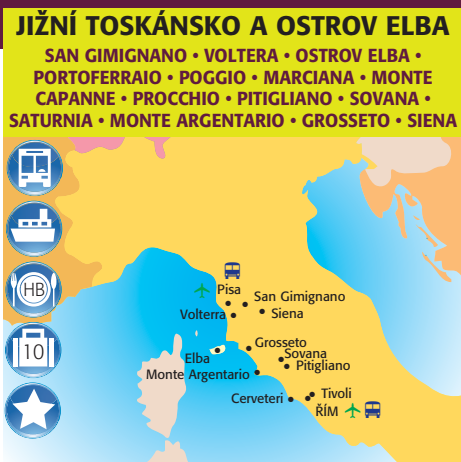 JIŽNÍ TOSKÁNSKO A OSTROV ELBA
SAN GIMIGNANO • VOLTERA • OSTROV ELBA •
PORTOFERRAIO • POGGIO • MARCIANA • MONTE
CAPANNE • PROCCHIO • PITIGLIANO • SOVANA •
SATURNIA • MONTE ARGENTARIO • GROSSETO • SIENA
HB
10
Pisa
San Gimignano
Volterra
Siena
Grosseto
Elba
Sovana
Pitigliano
Monte Argentario
Cerveteri
Tivoli
ŘÍM